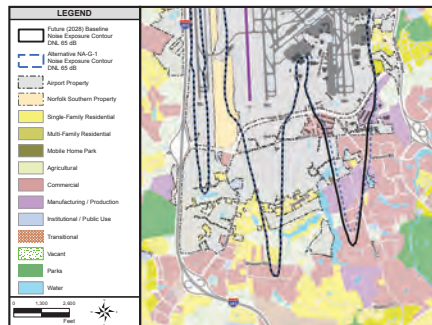 LEGEND
Future (2028) Baseline
Noise Exposure Contour
DNL 65 dB
Alternative NA-G-1
Noise Exposure Contour
DNL 65 dB
Airport Property
Norfolk Southern Property
Single-Family Residential
Multi-Family Residential
Mobile Home Park
Agricultural
Commercial
Manufacturing / Production
Institutional / Public Use
Transitional
Vacant
Parks
Water
0 1,300 2,600
Feet